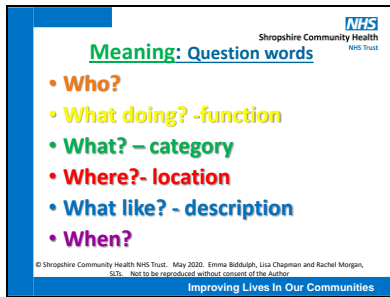 NHS
Shropshire Community Health
NHS Trust
Meaning: Question words
• Who?
• What doing? -function
• What? – category
• Where?- location
• What like? - description
• When?
© Shropshire Community Health NHS Trust. May 2020. Emma Biddulph, Lisa Chapman and Rachel Morgan,
SLTs. Not to be reproduced without consent of the Author
Improving Lives In Our Communities